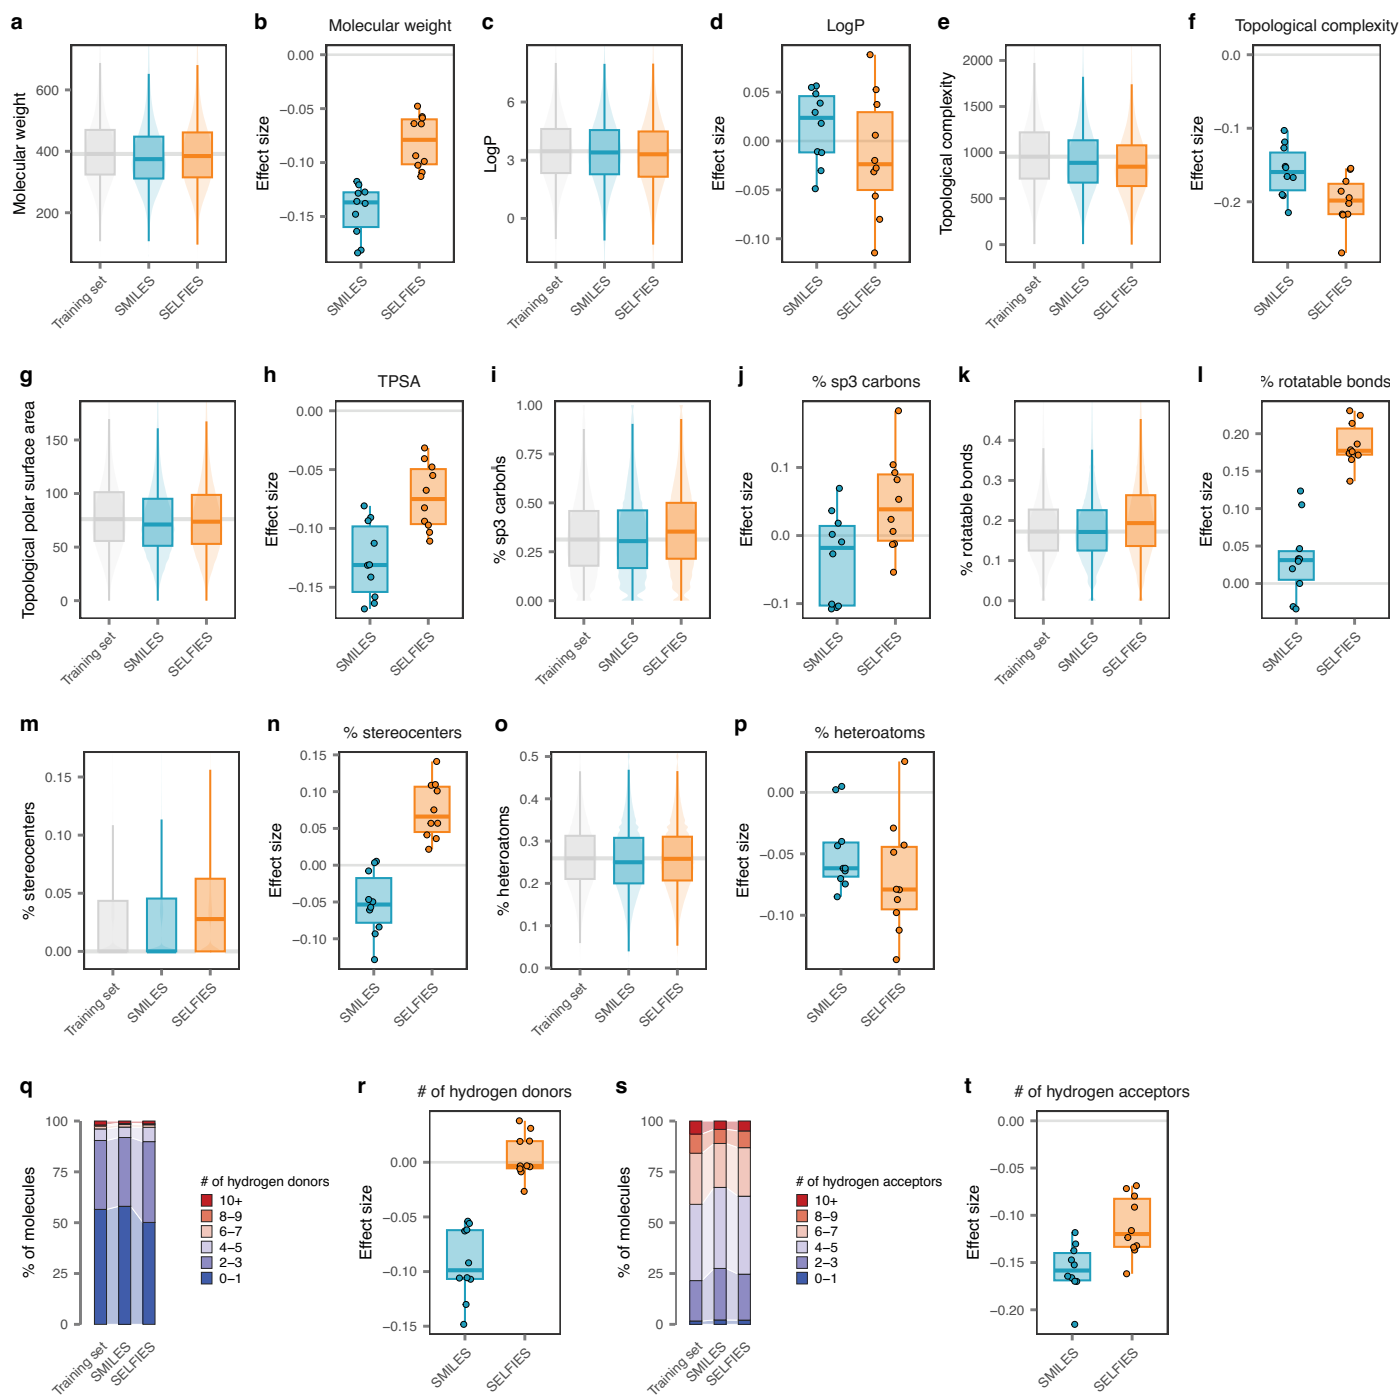 a
Molecular weight
600
400
200
Training set
SMILES
SELFIES
b
Molecular weight
Effect size
0.00
−0.05
−0.10
−0.15
SMILES
SELFIES
c
LogP
6
3
0
Training set
SMILES
SELFIES
d
LogP
Effect size
0.05
0.00
−0.05
−0.10
SMILES
SELFIES
e
Topological complexity
2000
1500
1000
500
0
Training set
SMILES
SELFIES
f
Topological complexity
Effect size
0.0
−0.1
−0.2
SMILES
SELFIES
g
Topological polar surface area
150
100
50
0
Training set
SMILES
SELFIES
h
TPSA
Effect size
0.00
−0.05
−0.10
−0.15
SMILES
SELFIES
i
% sp3 carbons
1.00
0.75
0.50
0.25
0.00
Training set
SMILES
SELFIES
j
% sp3 carbons
Effect size
0.1
0.0
−0.1
SMILES
SELFIES
k
% rotatable bonds
0.4
0.3
0.2
0.1
0.0
Training set
SMILES
SELFIES
l
% rotatable bonds
Effect size
0.20
0.15
0.10
0.05
0.00
SMILES
SELFIES
m
% stereocenters
0.15
0.10
0.05
0.00
Training set
SMILES
SELFIES
n
% stereocenters
Effect size
0.15
0.10
0.05
0.00
−0.05
−0.10
SMILES
SELFIES
o
% heteroatoms
0.5
0.4
0.3
0.2
0.1
0.0
Training set
SMILES
SELFIES
p
% heteroatoms
Effect size
0.00
−0.05
−0.10
SMILES
SELFIES
q
% of molecules
100
75
50
25
0
Training set
SMILES
SELFIES
# of hydrogen donors
10+
8−9
6−7
4−5
2−3
0−1
r
# of hydrogen donors
Effect size
0.00
−0.05
−0.10
−0.15
SMILES
SELFIES
s
% of molecules
100
75
50
25
0
Training set
SMILES
SELFIES
# of hydrogen acceptors
10+
8−9
6−7
4−5
2−3
0−1
t
# of hydrogen acceptors
Effect size
0.00
−0.05
−0.10
−0.15
−0.20
SMILES
SELFIES